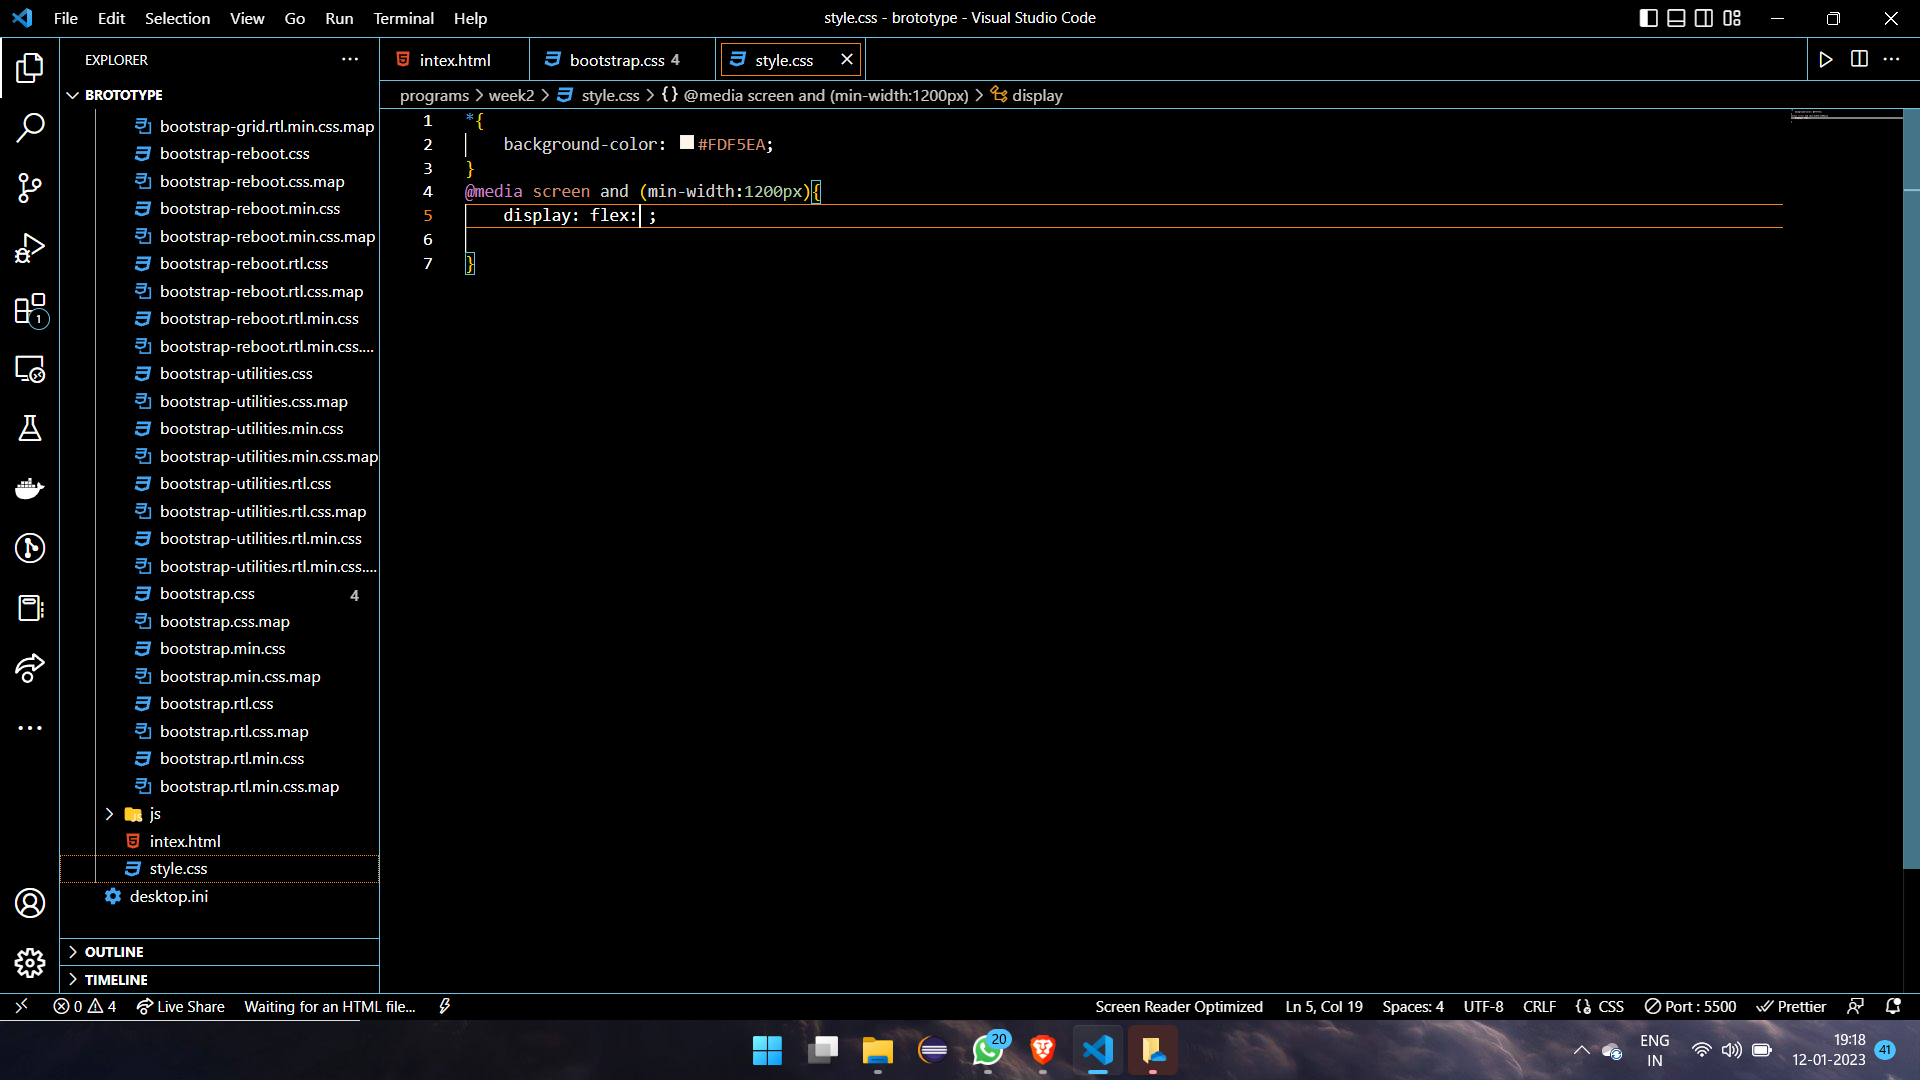 File Edit Selection View Go Run Terminal Help
style.css - brototype - Visual Studio Code
EXPLORER
BROTOTYPE
bootstrap-grid.rtl.min.css.map
bootstrap-reboot.css
bootstrap-reboot.css.map
bootstrap-reboot.min.css
bootstrap-reboot.min.css.map
bootstrap-reboot.rtl.css
bootstrap-reboot.rtl.css.map
bootstrap-reboot.rtl.min.css
bootstrap-reboot.rtl.min.css....
bootstrap-utilities.css
bootstrap-utilities.css.map
bootstrap-utilities.min.css
bootstrap-utilities.min.css.map
bootstrap-utilities.rtl.css
bootstrap-utilities.rtl.css.map
bootstrap-utilities.rtl.min.css
bootstrap-utilities.rtl.min.css....
bootstrap.css 4
bootstrap.css.map
bootstrap.min.css
bootstrap.min.css.map
bootstrap.rtl.css
bootstrap.rtl.css.map
bootstrap.rtl.min.css
bootstrap.rtl.min.css.map
js
intex.html
style.css
desktop.ini
OUTLINE
TIMELINE
1
intex.html bootstrap.css 4 style.css
programs > week2 > style.css > {} @media screen and (min-width:1200px) > display
1 *{
2 background-color: #FDF5EA;
3 }
4 @media screen and (min-width:1200px){
5 display: flex: ;
6
7 }
0 4 Live Share Waiting for an HTML file... Screen Reader Optimized Ln 5, Col 19 Spaces: 4 UTF-8 CRLF {} CSS Port : 5500 Prettier
20
ENG
IN
19:18
12-01-2023
41